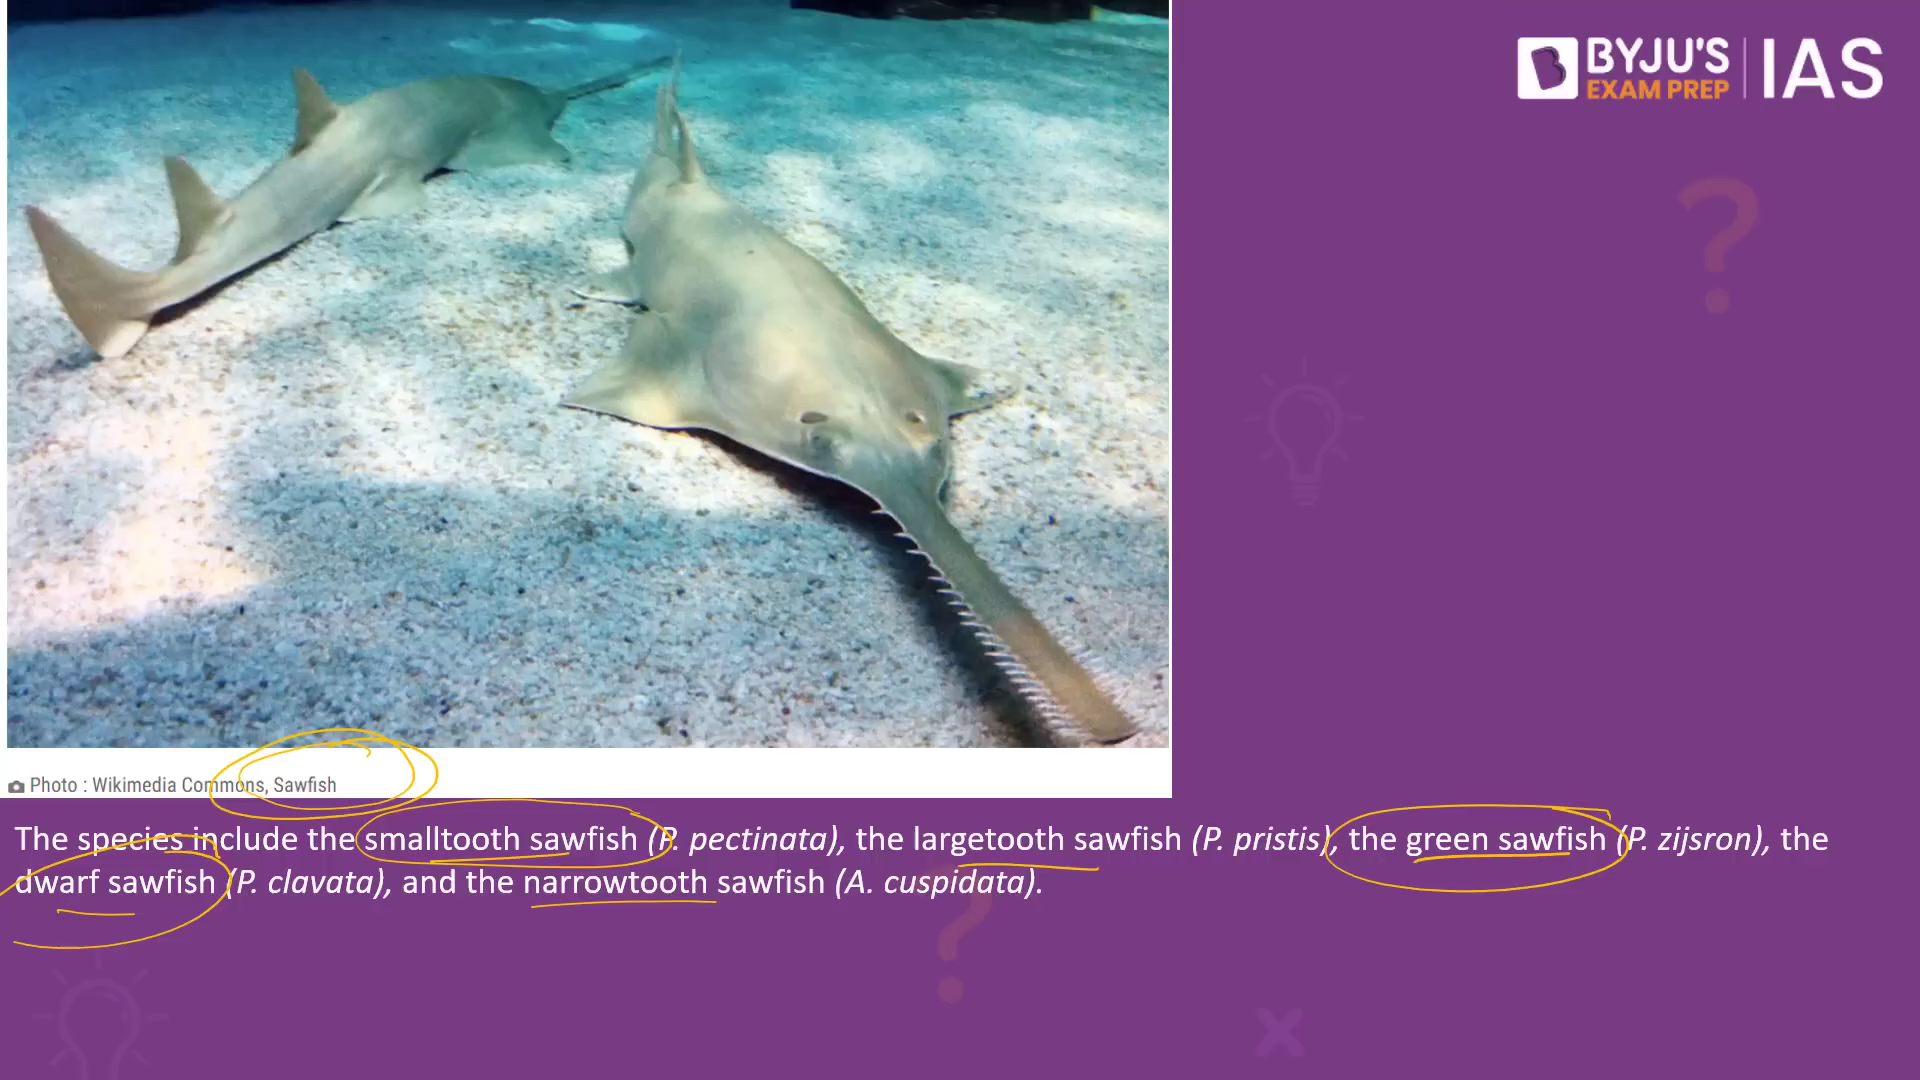 BYJU'S
EXAM PREP
IAS
Photo : Wikimedia Commons, Sawfish
The species include the smalltooth sawfish (P. pectinata), the largetooth sawfish (P. pristis), the green sawfish (P. zijsron), the
dwarf sawfish (P. clavata), and the narrowtooth sawfish (A. cuspidata).